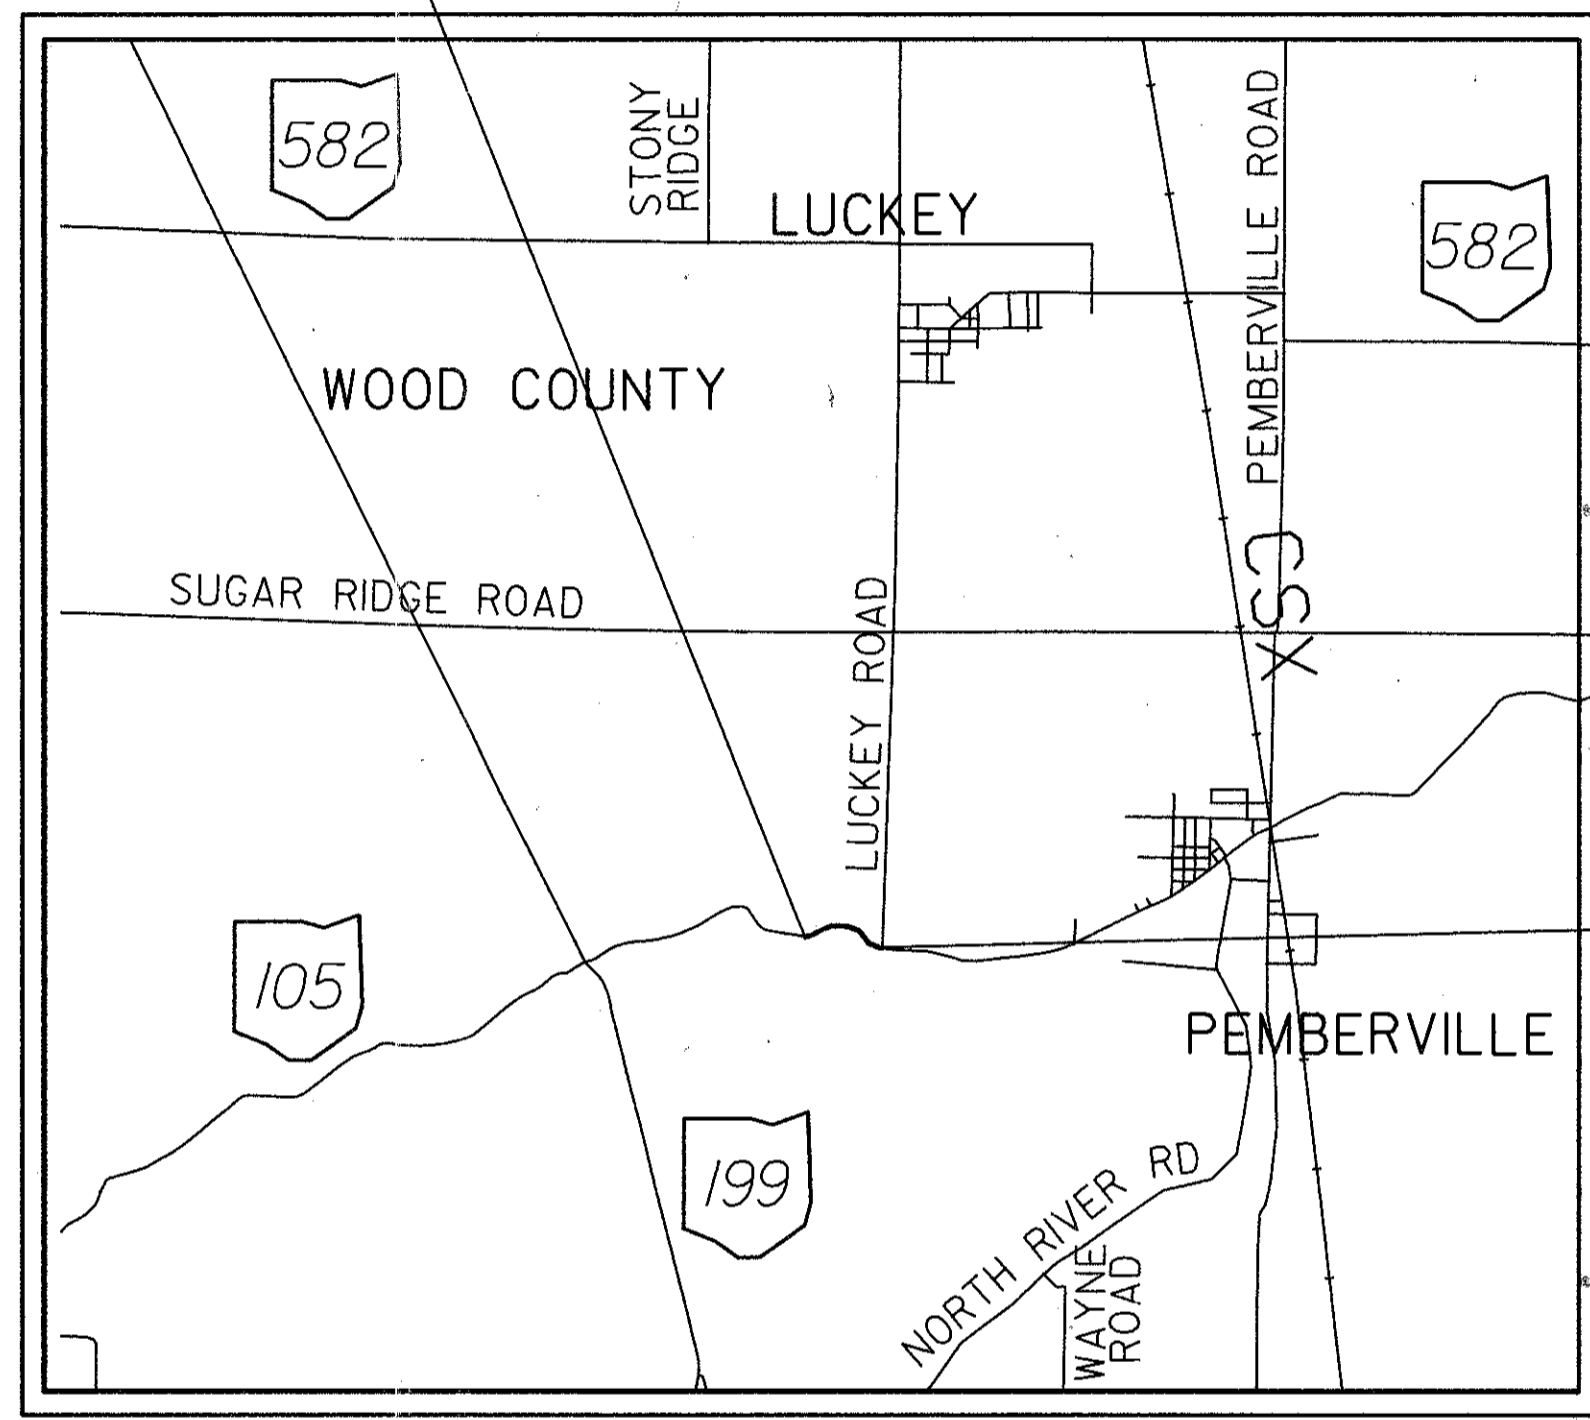 582
STONY
RIDGE
LUCKEY
PEMBERVILLE ROAD
582
WOOD COUNTY
CSX
SUGAR RIDGE ROAD
LUCKEY ROAD
105
PEMBERVILLE
199
NORTH RIVER RD
WAYNE
ROAD